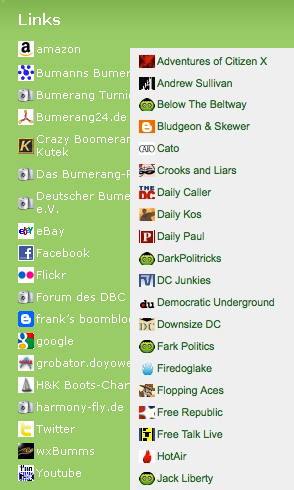 Links
amazon
Bumanns Bumer
Bumerang Turnie
Bumerang24.de
Crazy Boomeran
Kutek
Das Bumerang-
Deutscher Bume
e.V.
eBay
Facebook
Flickr
Forum des DBC
frank's boomblo
google
grobator.doyowe
H&K Boots-Char
harmony-fly.de
Twitter
wxBumms
Youtube
Adventures of Citizen X
Andrew Sullivan
Below The Beltway
Bludgeon & Skewer
Cato
Crooks and Liars
Daily Caller
Daily Kos
Daily Paul
DarkPolitricks
DC Junkies
Democratic Underground
Downsize DC
Fark Politics
Firedoglake
Flopping Aces
Free Republic
Free Talk Live
HotAir
Jack Liberty